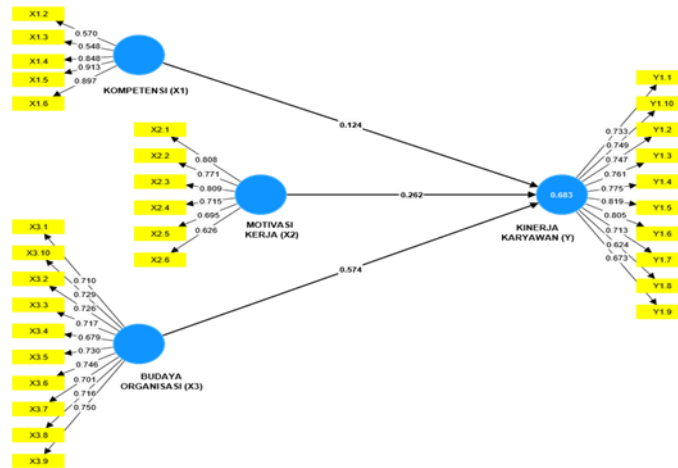 X1.2
X1.3
X1.4
X1.5
X1.6
0.570
0.548
0.848
0.913
0.897
KOMPETENSI (X1)
0.124
X2.1
X2.2
X2.3
X2.4
X2.5
X2.6
0.808
0.771
0.809
0.715
0.695
0.626
MOTIVASI
KERJA (X2)
0.262
X3.1
X3.10
X3.2
X3.3
X3.4
X3.5
X3.6
X3.7
X3.8
X3.9
0.710
0.729
0.726
0.717
0.679
0.730
0.746
0.701
0.716
0.750
BUDAYA
ORGANISASI (X3)
0.574
0.683
KINERJA
KARYAWAN (Y)
0.733
0.749
0.747
0.761
0.775
0.819
0.805
0.713
0.624
0.673
Y1.1
Y1.10
Y1.2
Y1.3
Y1.4
Y1.5
Y1.6
Y1.7
Y1.8
Y1.9